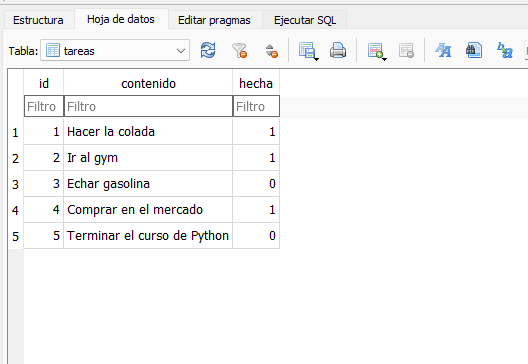 Estructura Hoja de datos Editar pragmas Ejecutar SQL
Tabla: tareas
id contenido hecha
Filtro Filtro Filtro
1 1 Hacer la colada 1
2 2 Ir al gym 1
3 3 Echar gasolina 0
4 4 Comprar en el mercado 1
5 5 Terminar el curso de Python 0